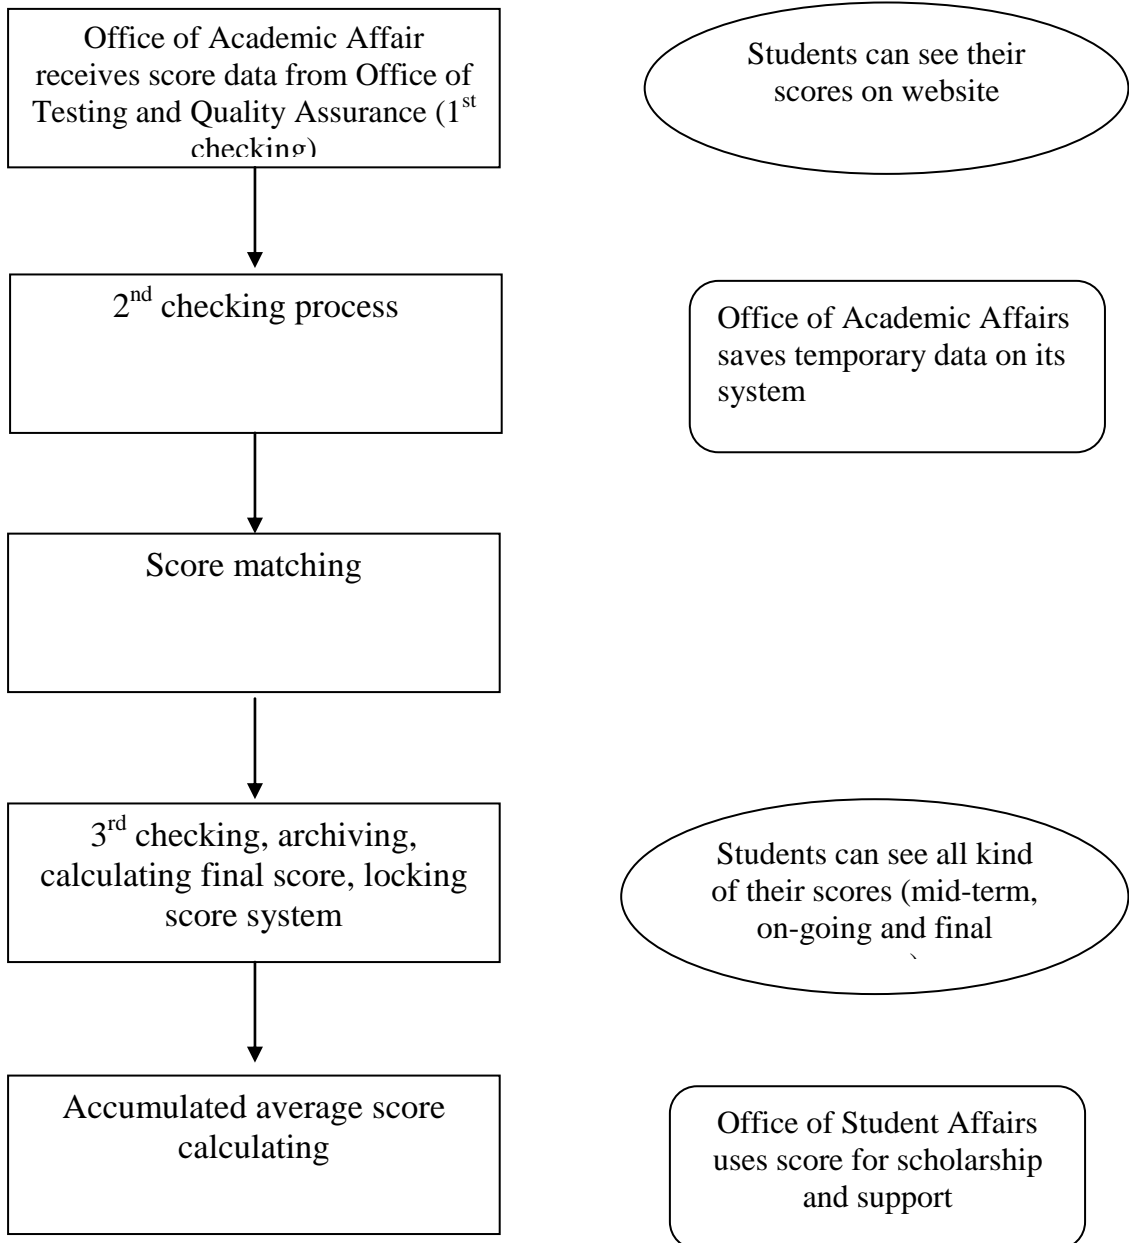 Office of Academic Affair
receives score data from Office of
Testing and Quality Assurance (1st
checking)
Students can see their
scores on website
2nd checking process
Office of Academic Affairs
saves temporary data on its
system
Score matching
3rd checking, archiving,
calculating final score, locking
score system
Students can see all kind
of their scores (mid-term,
on-going and final
Accumulated average score
calculating
Office of Student Affairs
uses score for scholarship
and support